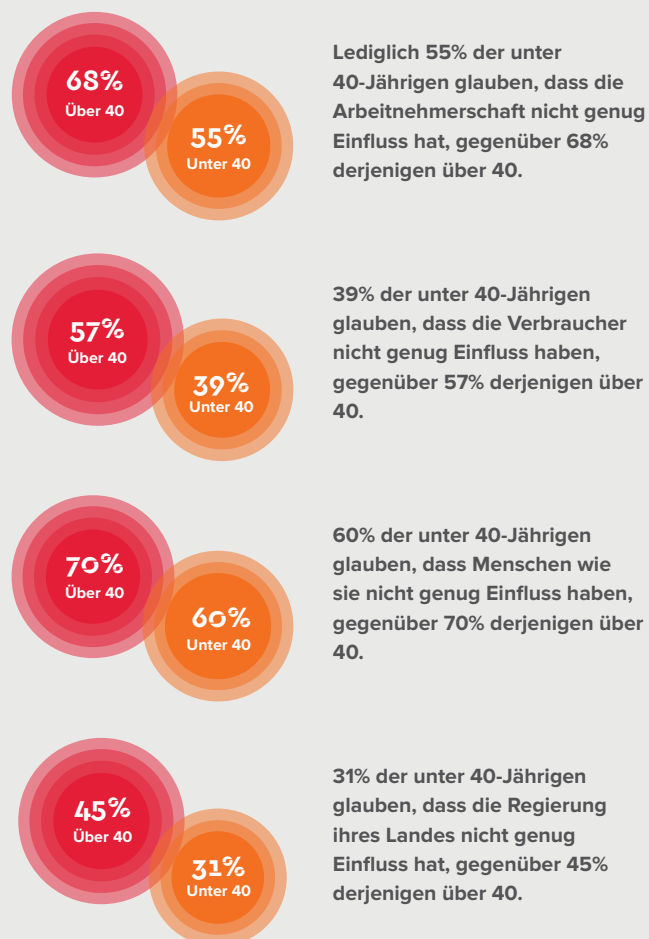 68%
Über 40
55%
Unter 40
Lediglich 55% der unter
40-Jährigen glauben, dass die
Arbeitnehmerschaft nicht genug
Einfluss hat, gegenüber 68%
derjenigen über 40.
57%
Über 40
39%
Unter 40
39% der unter 40-Jährigen
glauben, dass die Verbraucher
nicht genug Einfluss haben,
gegenüber 57% derjenigen über
40.
70%
Über 40
60%
Unter 40
60% der unter 40-Jährigen
glauben, dass Menschen wie
sie nicht genug Einfluss haben,
gegenüber 70% derjenigen über
40.
45%
Über 40
31%
Unter 40
31% der unter 40-Jährigen
glauben, dass die Regierung
ihres Landes nicht genug
Einfluss hat, gegenüber 45%
derjenigen über 40.